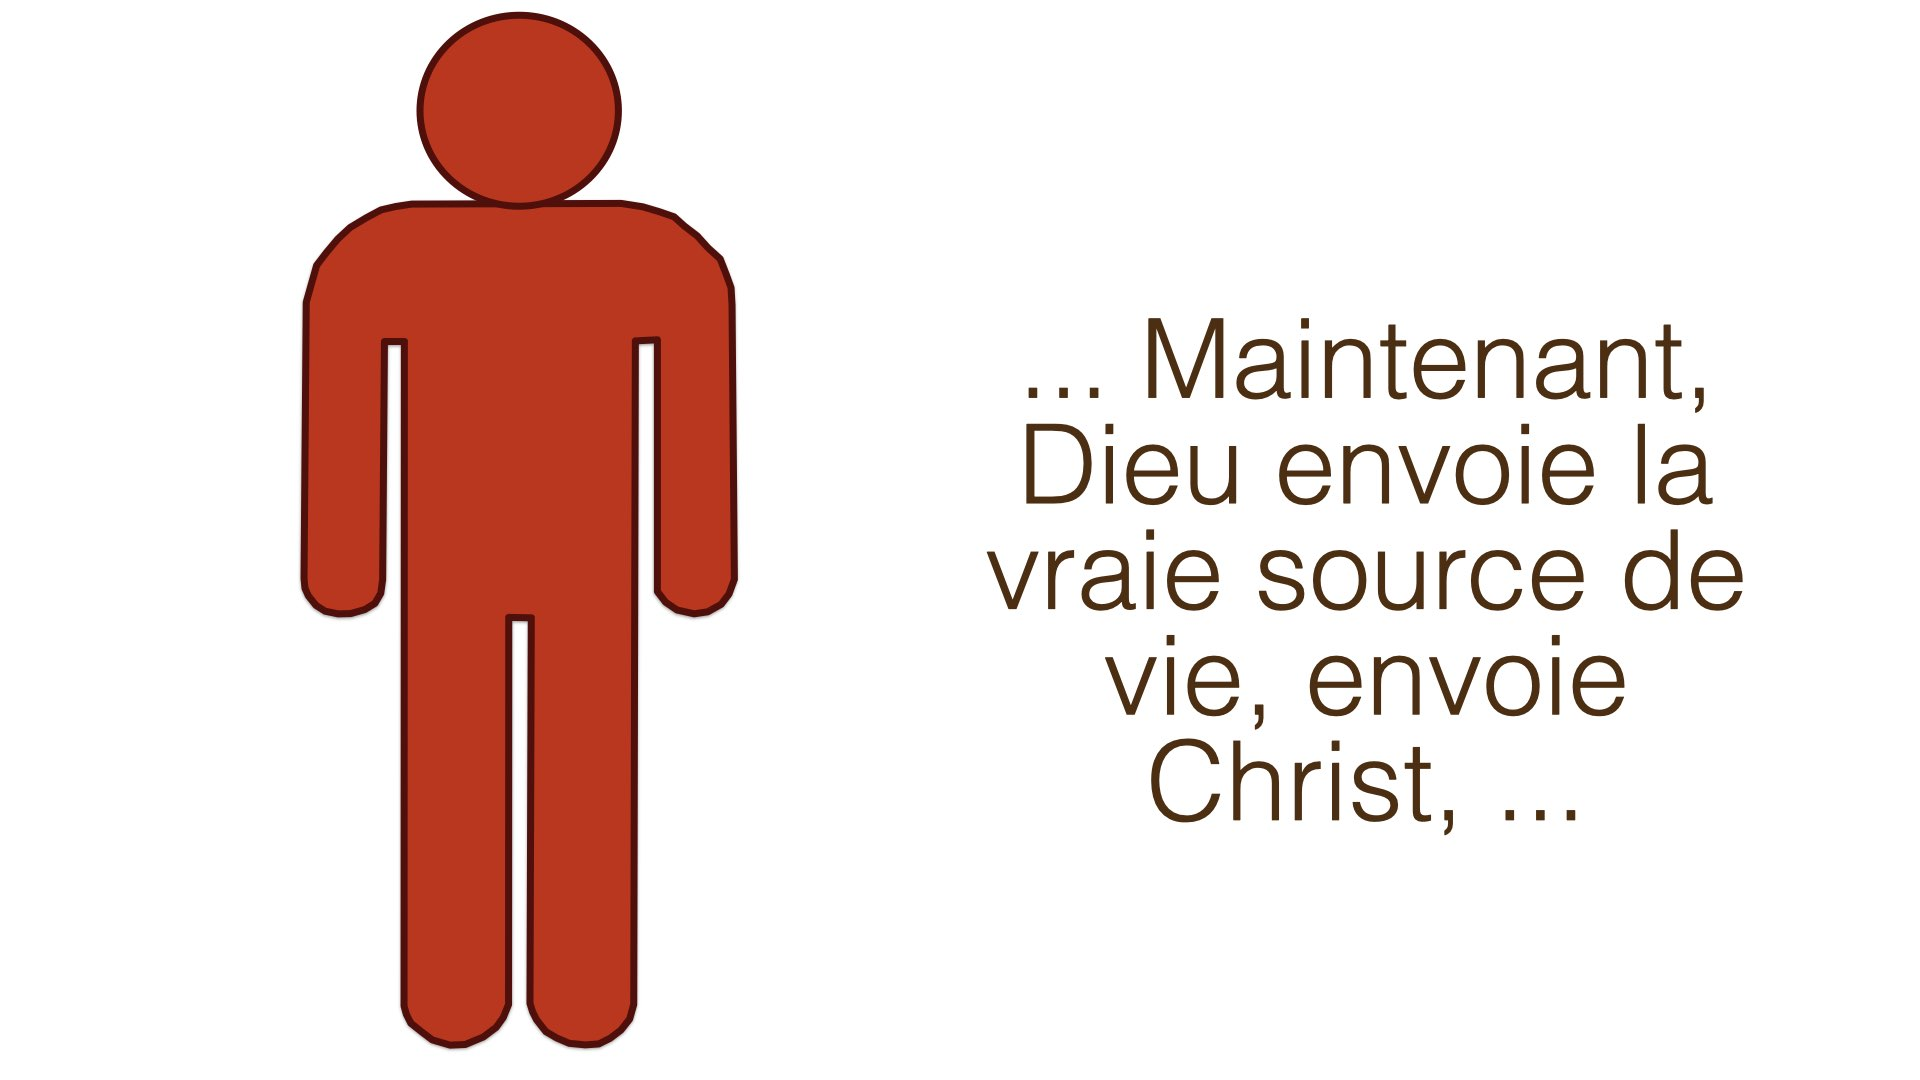 ... Maintenant,
Dieu envoie la
vraie source de
vie, envoie
Christ, ...